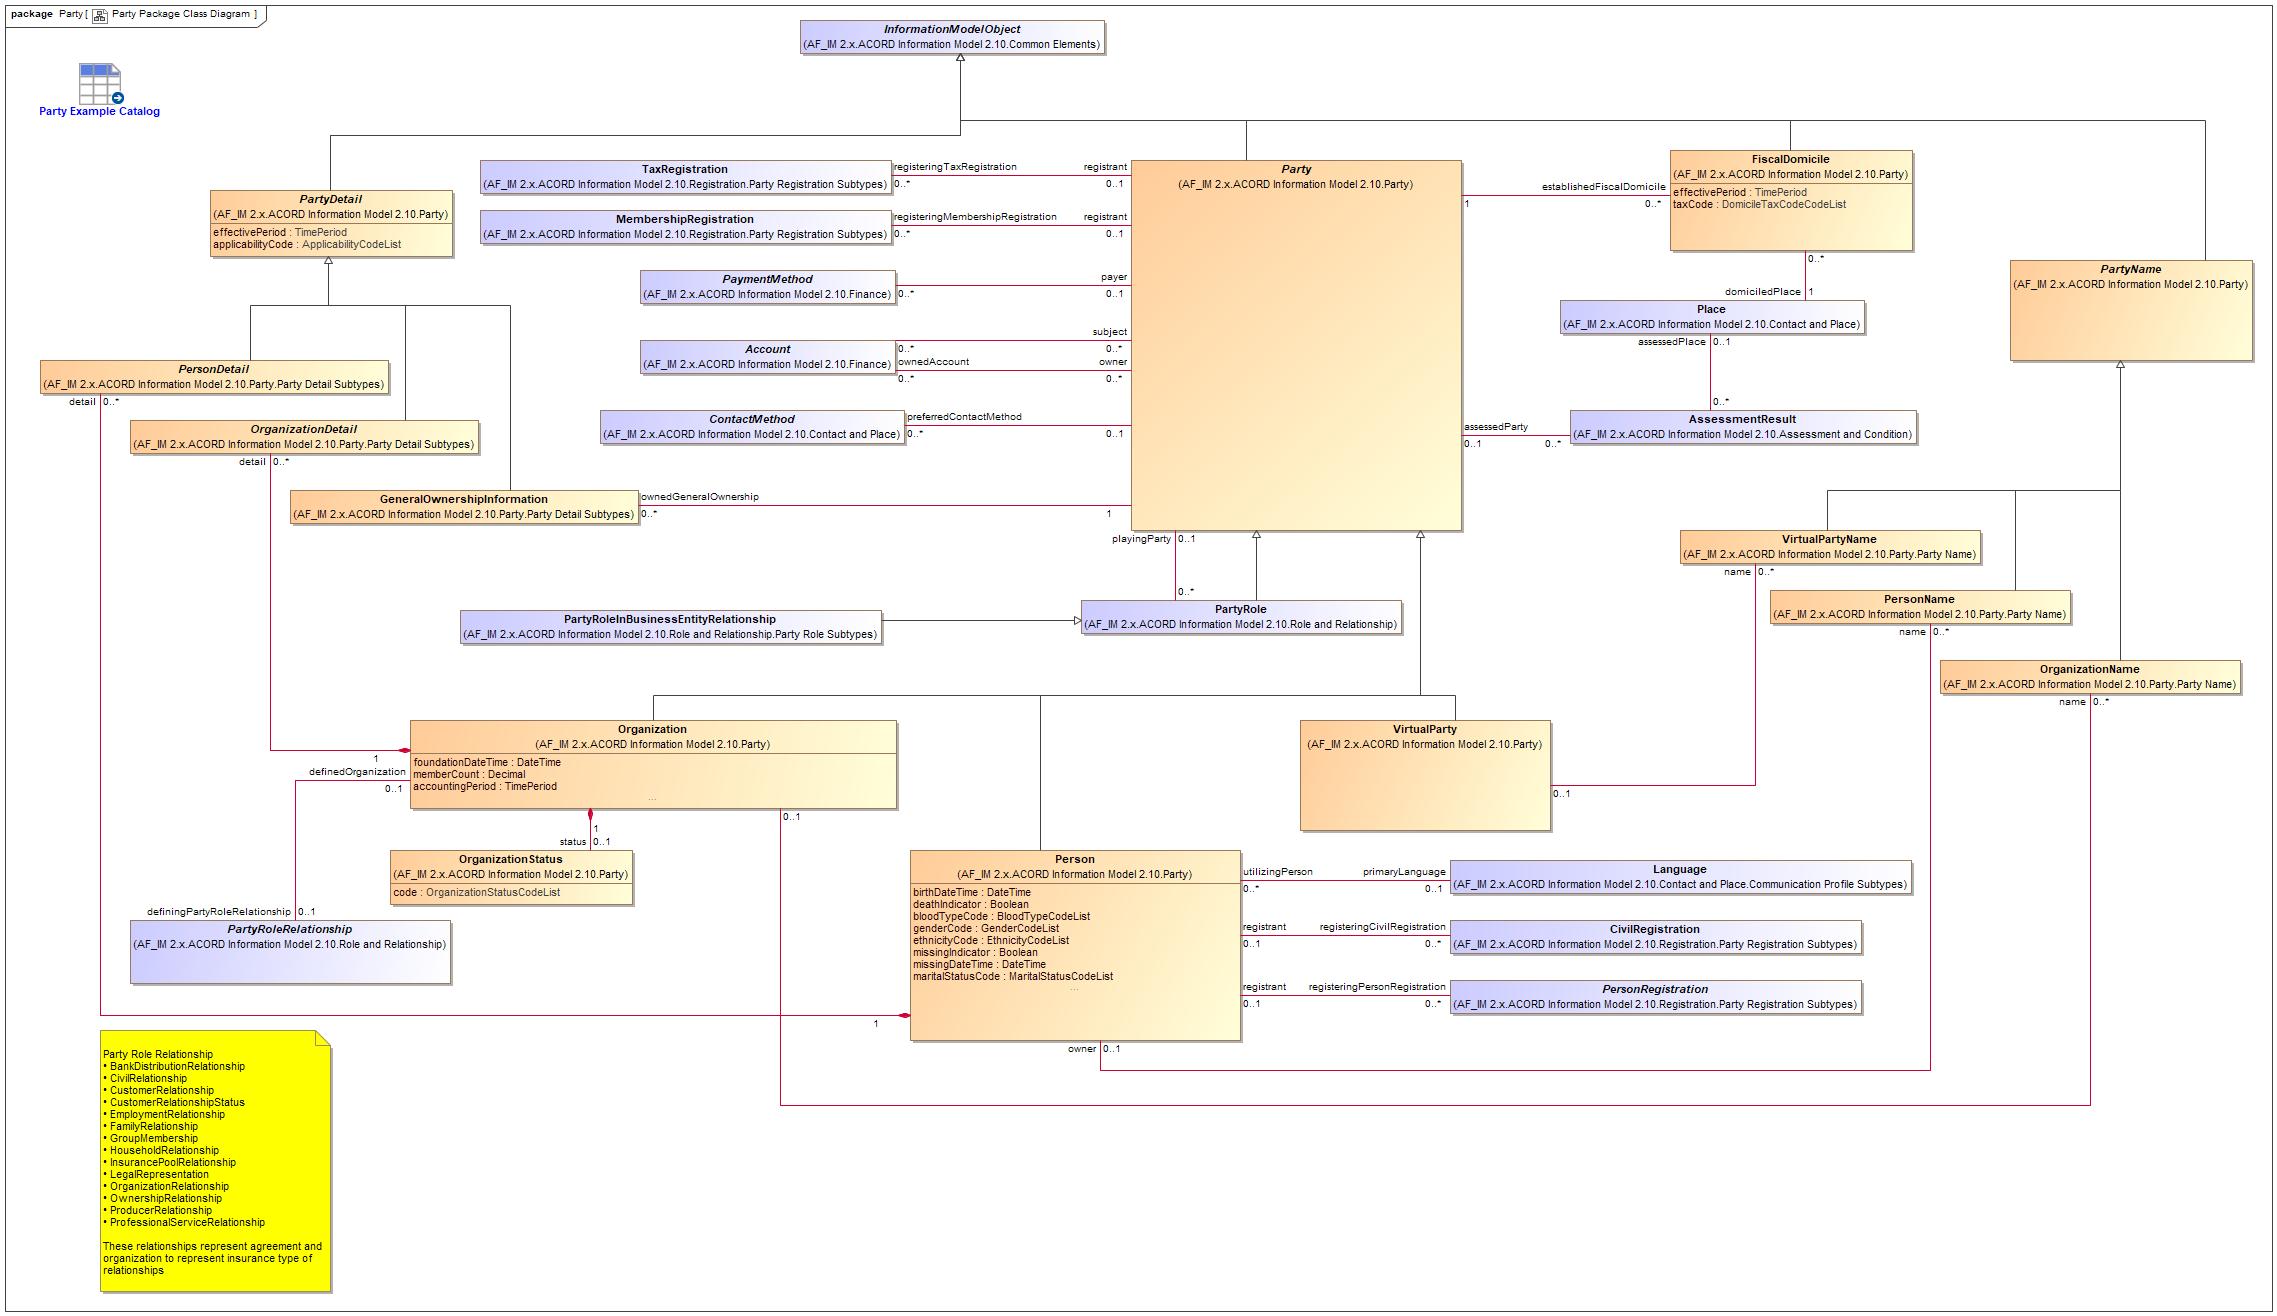 package Party [ Party Package Class Diagram ]
Party Example Catalog
InformationModelObject
(AF_IM 2.x.ACORD Information Model 2.10.Common Elements)
PartyDetail
(AF_IM 2.x.ACORD Information Model 2.10.Party)
effectivePeriod : TimePeriod
applicabilityCode : ApplicabilityCodeList
TaxRegistration
(AF_IM 2.x.ACORD Information Model 2.10.Registration.Party Registration Subtypes)
registeringTaxRegistration
0..*
registrant
0..1
MembershipRegistration
(AF_IM 2.x.ACORD Information Model 2.10.Registration.Party Registration Subtypes)
registeringMembershipRegistration
0..*
registrant
0..1
PaymentMethod
(AF_IM 2.x.ACORD Information Model 2.10.Finance)
0..*
payer
0..1
Account
(AF_IM 2.x.ACORD Information Model 2.10.Finance)
subject
0..*
0..*
ownedAccount
owner
0..*
0..*
ContactMethod
(AF_IM 2.x.ACORD Information Model 2.10.Contact and Place)
preferredContactMethod
0..*
0..1
Party
(AF_IM 2.x.ACORD Information Model 2.10.Party)
establishedFiscalDomicile
1
0..*
FiscalDomicile
(AF_IM 2.x.ACORD Information Model 2.10.Party)
effectivePeriod : TimePeriod
taxCode : DomicileTaxCodeCodeList
0..*
domiciledPlace
1
Place
(AF_IM 2.x.ACORD Information Model 2.10.Contact and Place)
assessedPlace
0..1
0..*
AssessmentResult
(AF_IM 2.x.ACORD Information Model 2.10.Assessment and Condition)
assessedParty
0..1
0..*
PartyName
(AF_IM 2.x.ACORD Information Model 2.10.Party)
PersonDetail
(AF_IM 2.x.ACORD Information Model 2.10.Party.Party Detail Subtypes)
detail
0..*
OrganizationDetail
(AF_IM 2.x.ACORD Information Model 2.10.Party.Party Detail Subtypes)
detail
0..*
GeneralOwnershipInformation
(AF_IM 2.x.ACORD Information Model 2.10.Party.Party Detail Subtypes)
ownedGeneralOwnership
0..*
1
playingParty
0..1
0..*
PartyRoleInBusinessEntityRelationship
(AF_IM 2.x.ACORD Information Model 2.10.Role and Relationship.Party Role Subtypes)
PartyRole
(AF_IM 2.x.ACORD Information Model 2.10.Role and Relationship)
VirtualPartyName
(AF_IM 2.x.ACORD Information Model 2.10.Party.Party Name)
name
0..*
PersonName
(AF_IM 2.x.ACORD Information Model 2.10.Party.Party Name)
name
0..*
OrganizationName
(AF_IM 2.x.ACORD Information Model 2.10.Party.Party Name)
name
0..*
Organization
(AF_IM 2.x.ACORD Information Model 2.10.Party)
foundationDateTime : DateTime
memberCount : Decimal
accountingPeriod : TimePeriod
...
1
definedOrganization
0..1
0..1
1
status
0..1
OrganizationStatus
(AF_IM 2.x.ACORD Information Model 2.10.Party)
code : OrganizationStatusCodeList
definingPartyRoleRelationship
0..1
PartyRoleRelationship
(AF_IM 2.x.ACORD Information Model 2.10.Role and Relationship)
VirtualParty
(AF_IM 2.x.ACORD Information Model 2.10.Party)
0..1
Person
(AF_IM 2.x.ACORD Information Model 2.10.Party)
birthDateTime : DateTime
deathIndicator : Boolean
bloodTypeCode : BloodTypeCodeList
genderCode : GenderCodeList
ethnicityCode : EthnicityCodeList
missingIndicator : Boolean
missingDateTime : DateTime
maritalStatusCode : MaritalStatusCodeList
...
1
owner
0..1
utilizingPerson
0..*
primaryLanguage
0..1
Language
(AF_IM 2.x.ACORD Information Model 2.10.Contact and Place.Communication Profile Subtypes)
registrant
0..1
registeringCivilRegistration
0..*
CivilRegistration
(AF_IM 2.x.ACORD Information Model 2.10.Registration.Party Registration Subtypes)
registrant
0..1
registeringPersonRegistration
0..*
PersonRegistration
(AF_IM 2.x.ACORD Information Model 2.10.Registration.Party Registration Subtypes)
Party Role Relationship
• BankDistributionRelationship
• CivilRelationship
• CustomerRelationship
• CustomerRelationshipStatus
• EmploymentRelationship
• FamilyRelationship
• GroupMembership
• HouseholdRelationship
• InsurancePoolRelationship
• LegalRepresentation
• OrganizationRelationship
• OwnershipRelationship
• ProducerRelationship
• ProfessionalServiceRelationship
These relationships represent agreement and
organization to represent insurance type of
relationships